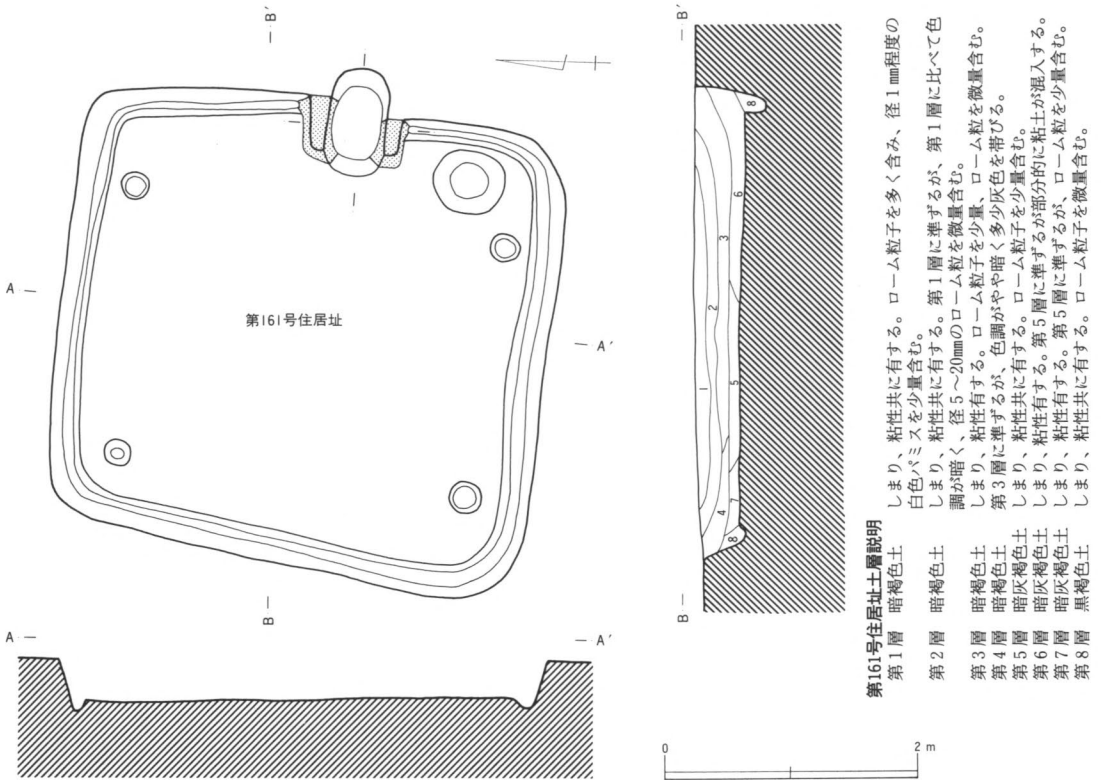 B′
A
第161号住居址
A′
B
A
A′
B′
8
6
3
2
1
5
4
7
8
B
第161号住居址土層説明
第1層　暗褐色土　しまり、粘性共に有する。ローム粒子を多く含み、径1mm程度の
白色パミスを少量含む。
第2層　暗褐色土　しまり、粘性共に有する。第1層に準ずるが、第1層に比べて色
調が暗く、径5～20mmのローム粒を微量含む。
第3層　暗褐色土　しまり、粘性有する。ローム粒子を少量、ローム粒を微量含む。
第4層　暗褐色土　第3層に準ずるが、色調がやや暗く多少灰色を帯びる。
第5層　暗灰褐色土　しまり、粘性共に有する。ローム粒子を少量含む。
第6層　暗灰褐色土　しまり、粘性有する。第5層に準ずるが部分的に粘土が混入する。
第7層　暗灰褐色土　しまり、粘性有する。第5層に準ずるが、ローム粒を少量含む。
第8層　黒褐色土　しまり、粘性共に有する。ローム粒子を微量含む。
0　2 m